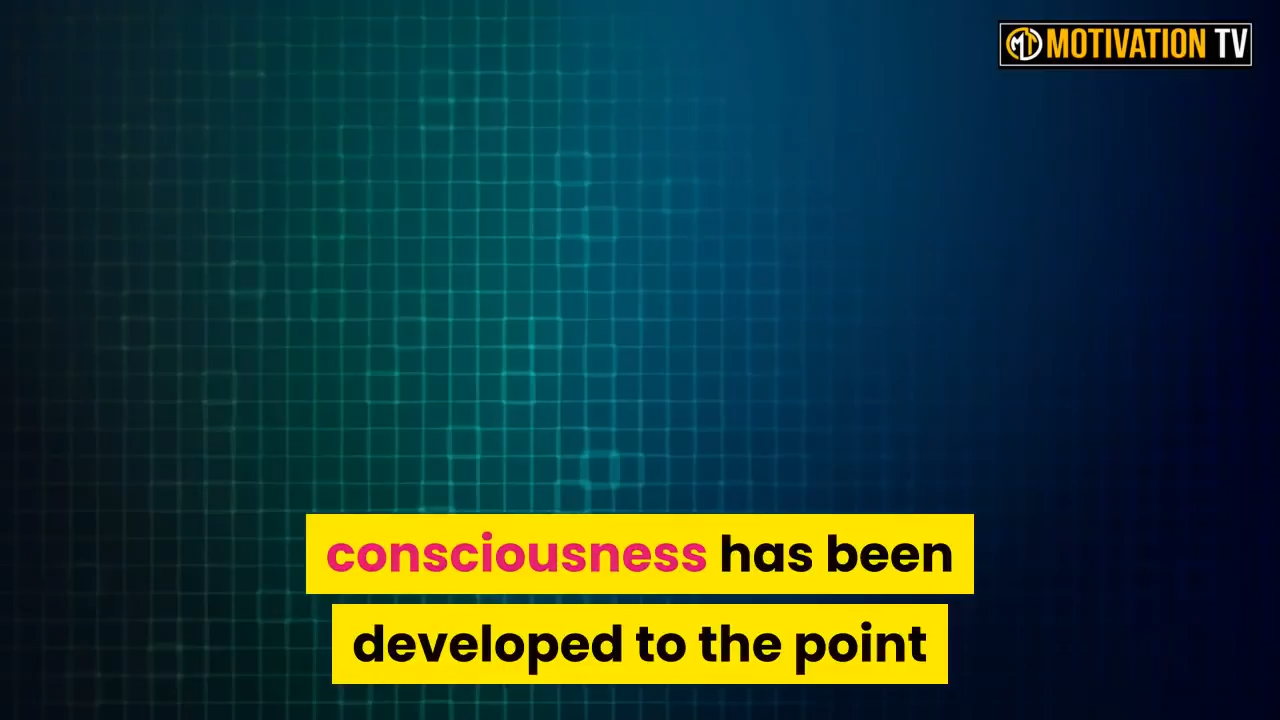 MOTIVATION TV
consciousness has been
developed to the point